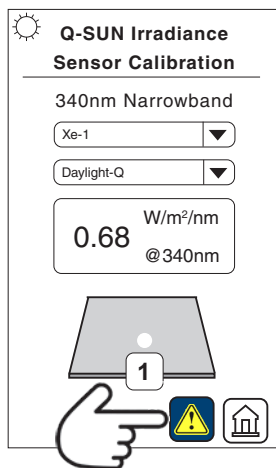 Q-SUN Irradiance
Sensor Calibration
340nm Narrowband
Xe-1
Daylight-Q
0.68 W/m²/nm
@340nm
1